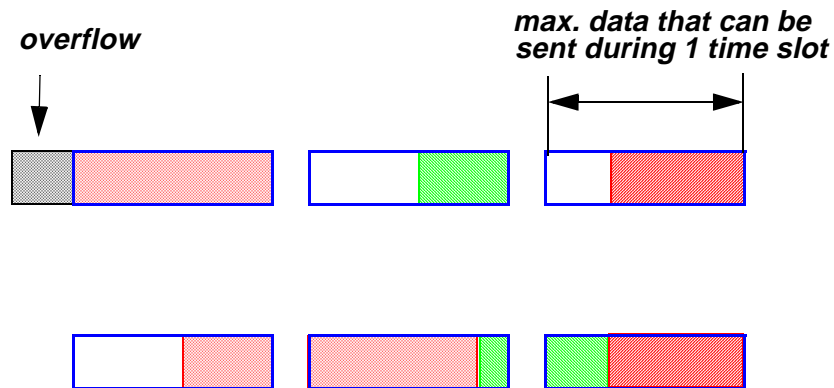 overflow
max. data that can be
sent during 1 time slot